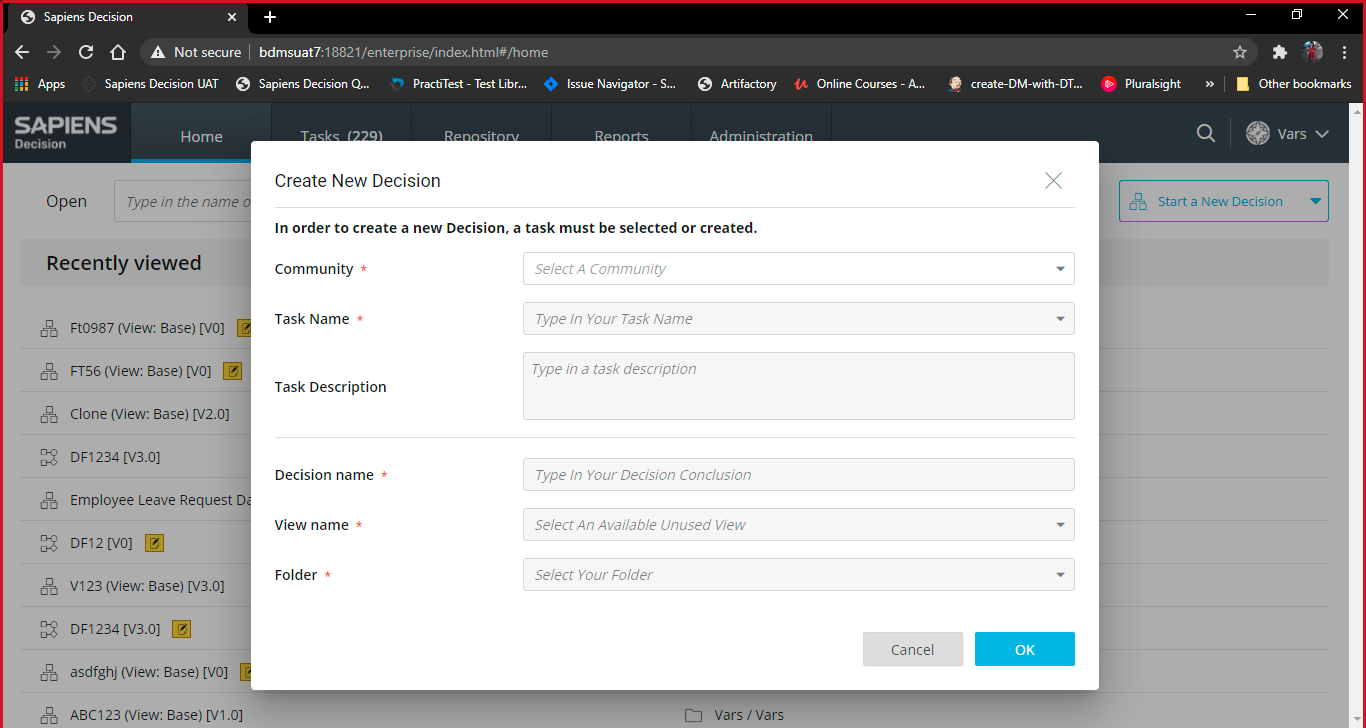 Sapiens Decision
Not secure bdmsuat7:18821/enterprise/index.html#/home
Apps Sapiens Decision UAT Sapiens Decision Q... PractiTest - Test Libr... Issue Navigator - S... Artifactory Online Courses - A... create-DM-with-DT... Pluralsight » Other bookmarks
SAPIENS
Decision
Home Tasks (229) Repository Reports Administration Vars
Open Type in the name o Start a New Decision
Recently viewed
Ft0987 (View: Base) [V0]
FT56 (View: Base) [V0]
Clone (View: Base) [V2.0]
DF1234 [V3.0]
Employee Leave Request Da
DF12 [V0]
V123 (View: Base) [V3.0]
DF1234 [V3.0]
asdfghj (View: Base) [V0]
ABC123 (View: Base) [V1.0] Vars / Vars
Create New Decision
In order to create a new Decision, a task must be selected or created.
Community * Select A Community
Task Name * Type In Your Task Name
Task Description Type in a task description
Decision name * Type In Your Decision Conclusion
View name * Select An Available Unused View
Folder * Select Your Folder
Cancel OK